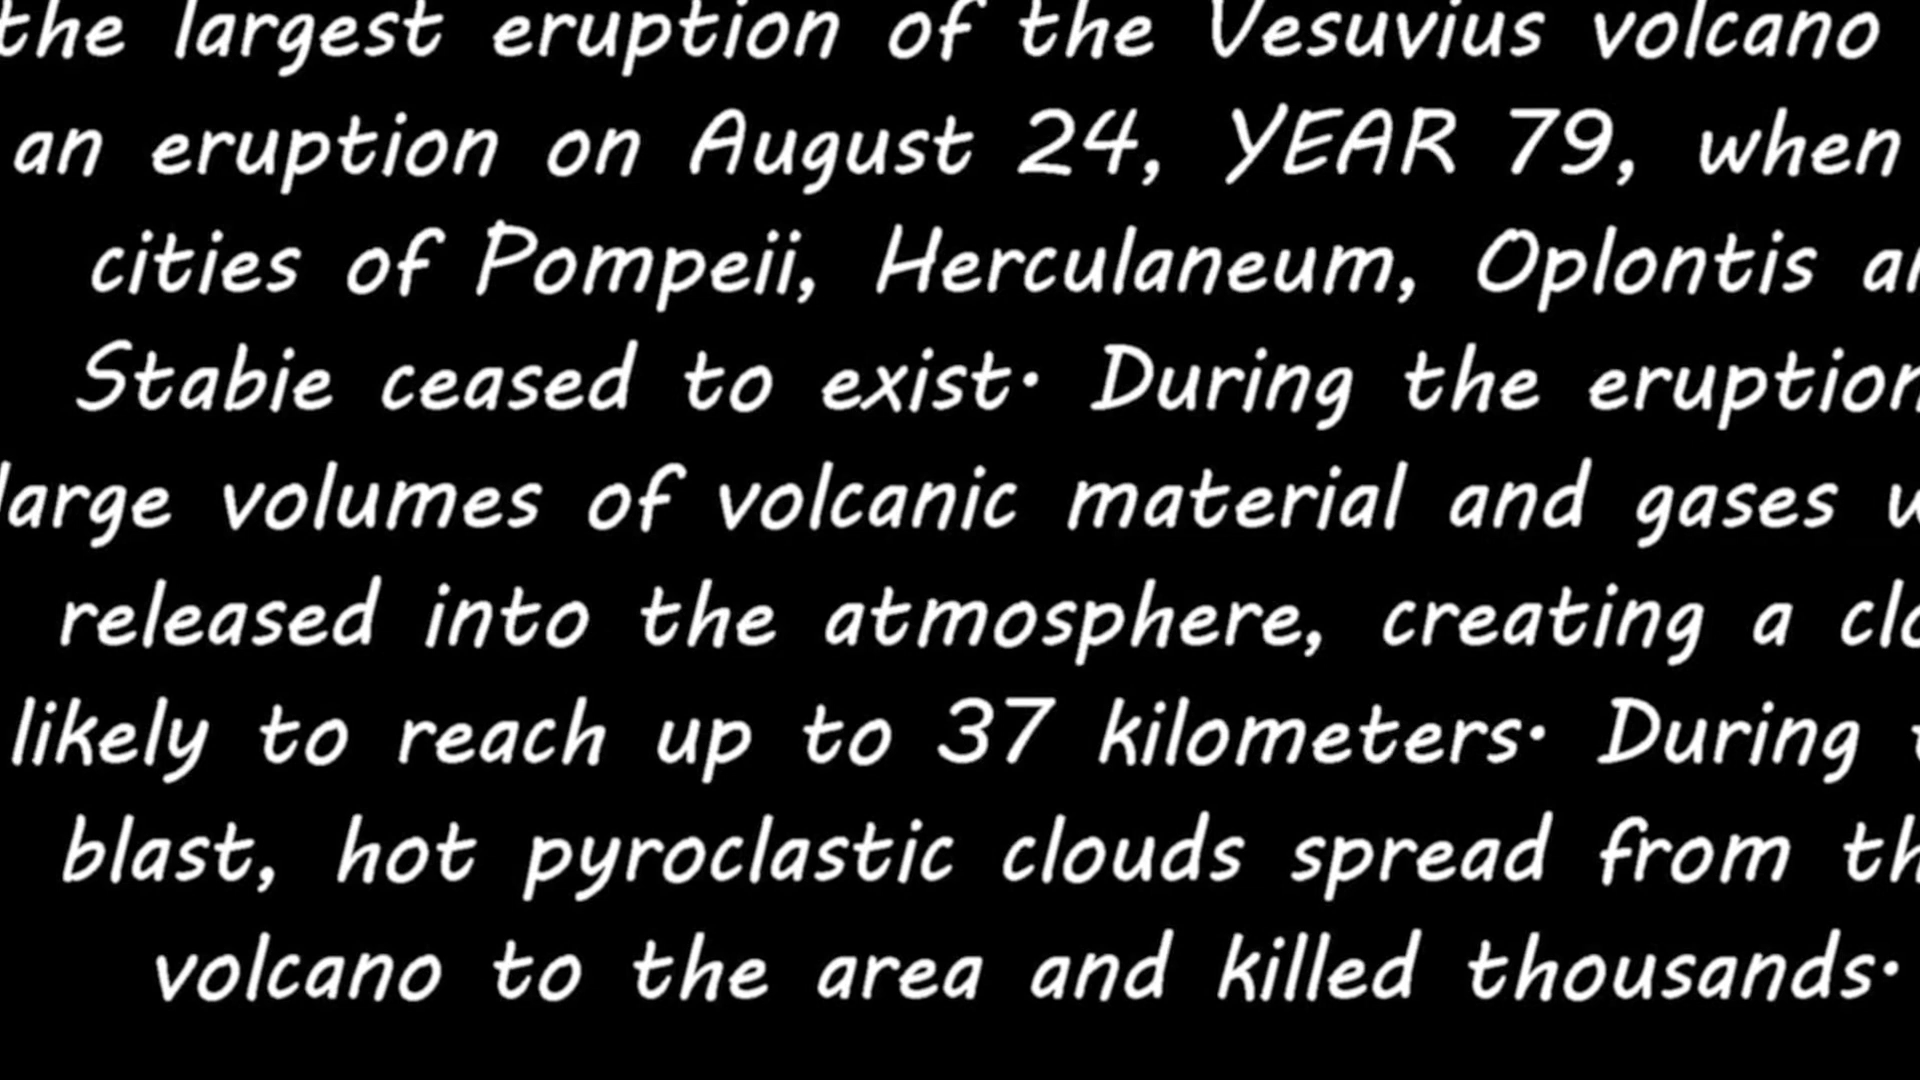 the largest eruption of the Vesuvius volcano
an eruption on August 24, YEAR 79, when
cities of Pompeii, Herculaneum, Oplontis
Stabie ceased to exist. During the eruption
large volumes of volcanic material and gases
released into the atmosphere, creating a
likely to reach up to 37 kilometers. During
blast, hot pyroclastic clouds spread from
volcano to the area and killed thousands.